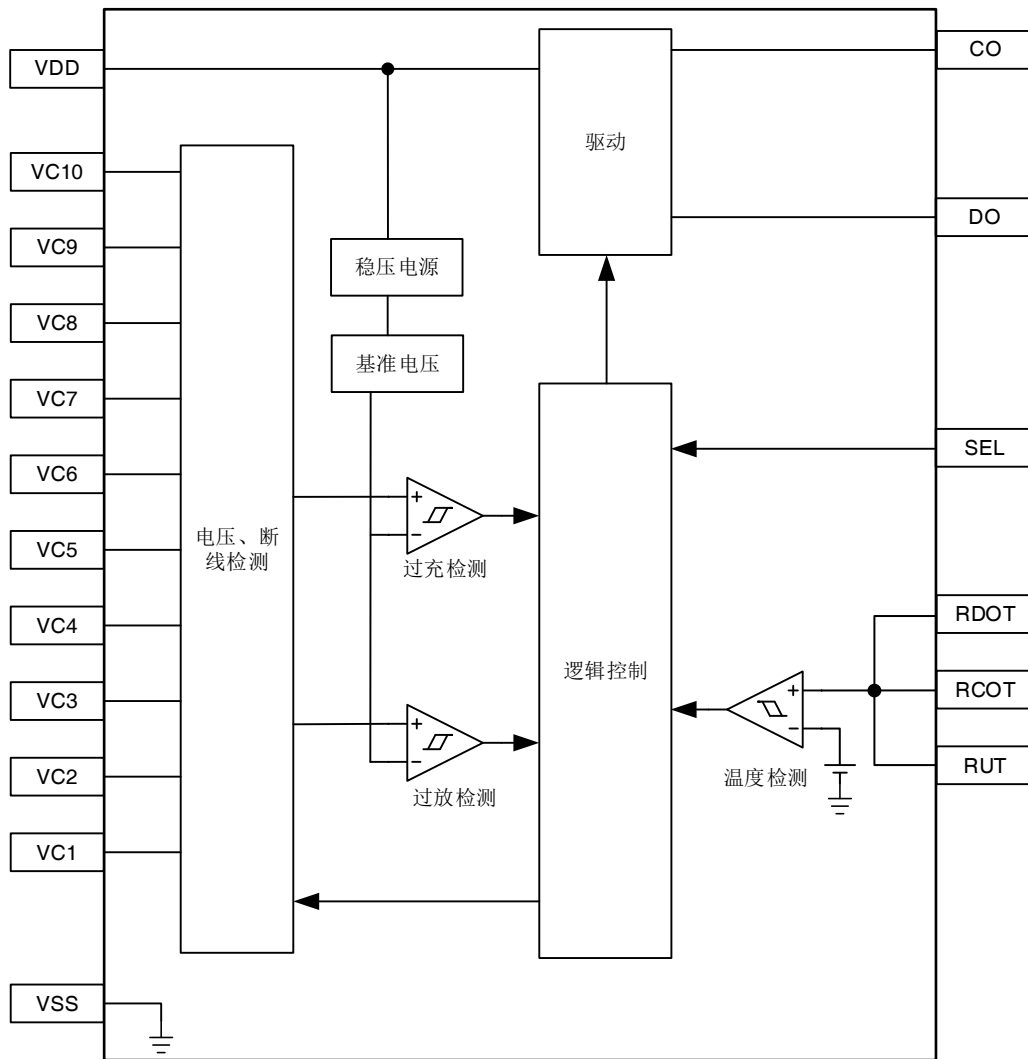 VDD
CO
驱动
VC10
DO
VC9
稳压电源
VC8
基准电压
VC7
SEL
VC6
+
−
过充检测
电压、断
线检测
VC5
VC4
RDOT
逻辑控制
RCOT
+
−
VC3
+
−
过放检测
温度检测
RUT
VC2
VC1
VSS